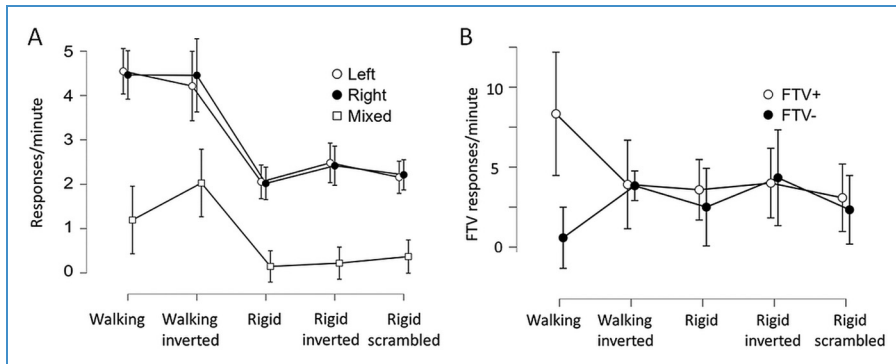 A
Responses/minute
5
4
3
2
1
0
Left
Right
Mixed
Walking
Walking
inverted
Rigid
Rigid
inverted
Rigid
scrambled
B
FTV responses/minute
10
5
0
FTV+
FTV-
Walking
Walking
inverted
Rigid
Rigid
inverted
Rigid
scrambled